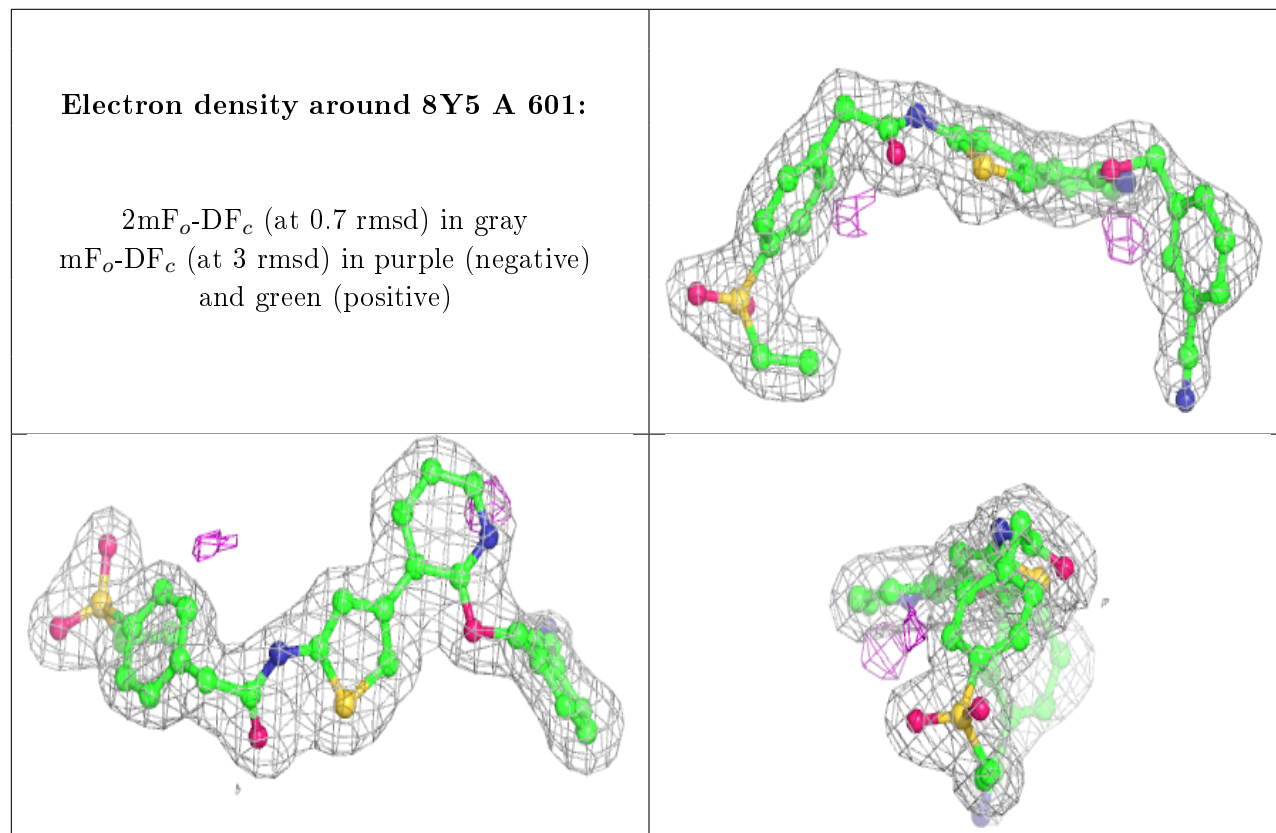 Electron density around 8Y5 A 601:
2mFₒ-DF𝒸 (at 0.7 rmsd) in gray
mFₒ-DF𝒸 (at 3 rmsd) in purple (negative)
and green (positive)